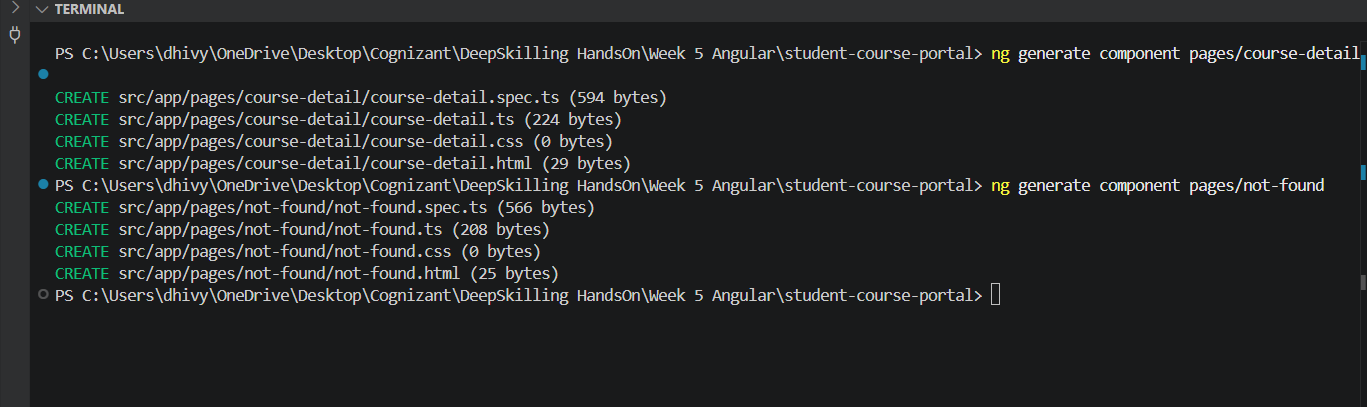 TERMINAL
PS C:\Users\dhivy\OneDrive\Desktop\Cognizant\DeepSkilling HandsOn\Week 5 Angular\student-course-portal> ng generate component pages/course-detail
CREATE src/app/pages/course-detail/course-detail.spec.ts (594 bytes)
CREATE src/app/pages/course-detail/course-detail.ts (224 bytes)
CREATE src/app/pages/course-detail/course-detail.css (0 bytes)
CREATE src/app/pages/course-detail/course-detail.html (29 bytes)
PS C:\Users\dhivy\OneDrive\Desktop\Cognizant\DeepSkilling HandsOn\Week 5 Angular\student-course-portal> ng generate component pages/not-found
CREATE src/app/pages/not-found/not-found.spec.ts (566 bytes)
CREATE src/app/pages/not-found/not-found.ts (208 bytes)
CREATE src/app/pages/not-found/not-found.css (0 bytes)
CREATE src/app/pages/not-found/not-found.html (25 bytes)
PS C:\Users\dhivy\OneDrive\Desktop\Cognizant\DeepSkilling HandsOn\Week 5 Angular\student-course-portal>